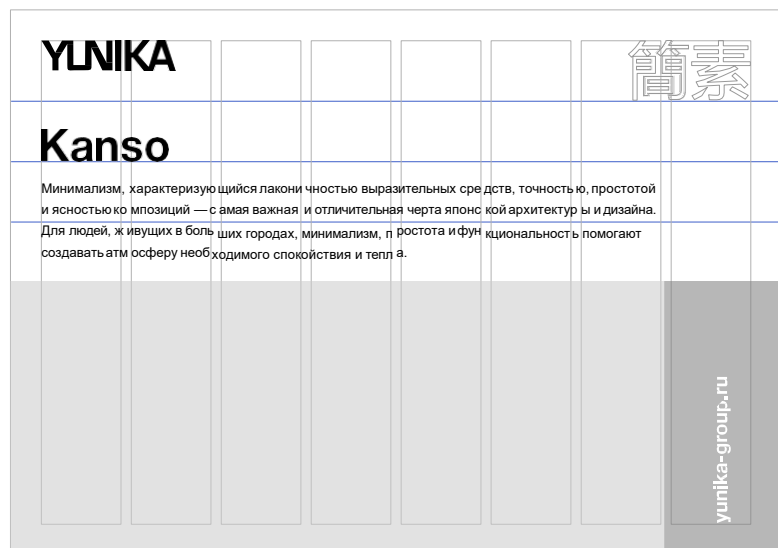 YUNIKA
簡素
Kanso
Минимализм, характеризующийся лаконичностью выразительных средств, точностью, простотой
и ясностью композиций — самая важная и отличительная черта японской архитектуры и дизайна.
Для людей, живущих в больших городах, минимализм, простота и функциональность помогают
создавать атмосферу необходимого спокойствия и тепла.
yunika-group.ru